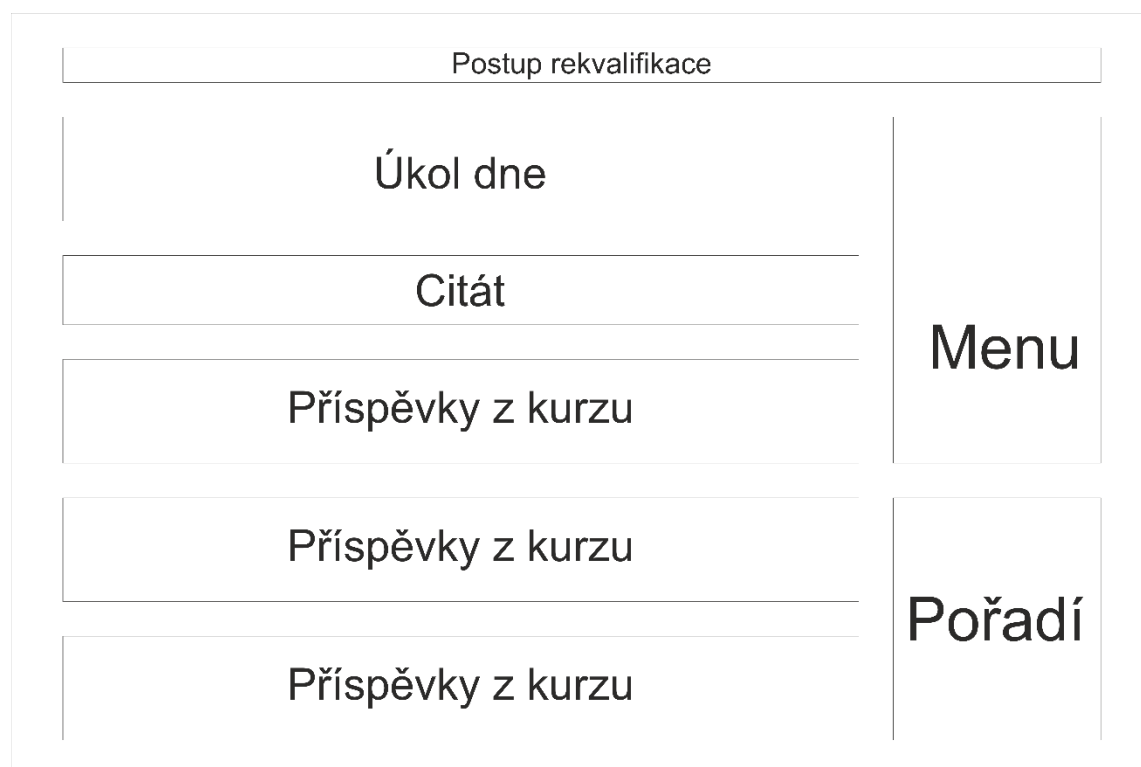 Postup rekvalifikace
Úkol dne
Citát
Příspěvky z kurzu
Příspěvky z kurzu
Příspěvky z kurzu
Menu
Pořadí